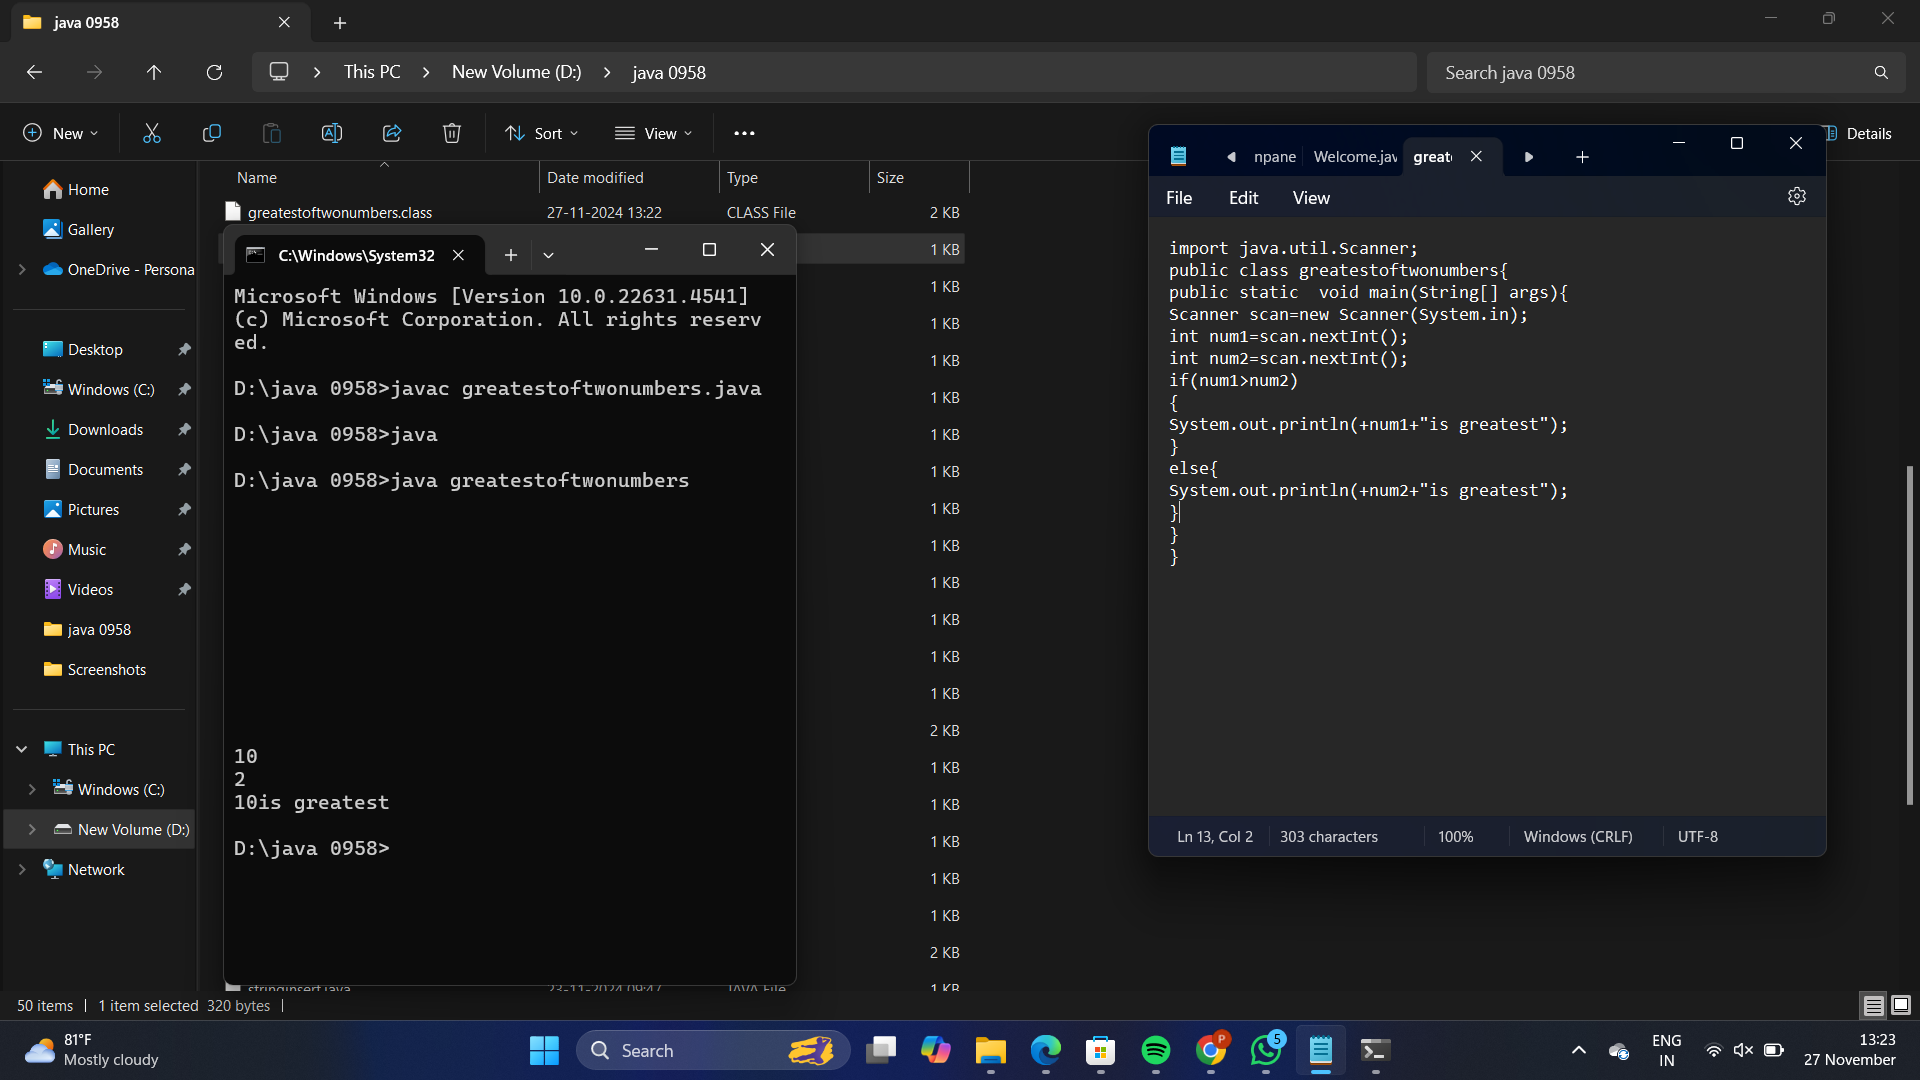 java 0958
This PC
New Volume (D:)
java 0958
Search java 0958
New
Sort
View
Details
Home
Gallery
OneDrive - Persona
Desktop
Windows (C:)
Downloads
Documents
Pictures
Music
Videos
java 0958
Screenshots
This PC
Windows (C:)
New Volume (D:)
Network
Name Date modified Type Size
greatestoftwonumbers.class 27-11-2024 13:22 CLASS File 2 KB
1 KB
1 KB
1 KB
1 KB
1 KB
1 KB
1 KB
1 KB
1 KB
1 KB
1 KB
1 KB
1 KB
2 KB
1 KB
1 KB
1 KB
1 KB
1 KB
2 KB
stringinsert.java 23-11-2024 09:47 JAVA File 1 KB
C:\Windows\System32
Microsoft Windows [Version 10.0.22631.4541]
(c) Microsoft Corporation. All rights reserv
ed.
D:\java 0958>javac greatestoftwonumbers.java
D:\java 0958>java
D:\java 0958>java greatestoftwonumbers
10
2
10is greatest
D:\java 0958>
npane
Welcome.jav
great
File Edit View
import java.util.Scanner;
public class greatestoftwonumbers{
public static  void main(String[] args){
Scanner scan=new Scanner(System.in);
int num1=scan.nextInt();
int num2=scan.nextInt();
if(num1>num2)
{
System.out.println(+num1+"is greatest");
}
else{
System.out.println(+num2+"is greatest");
}
}
}
Ln 13, Col 2 303 characters 100% Windows (CRLF) UTF-8
50 items 1 item selected 320 bytes
81°F
Mostly cloudy
Search
P
5
ENG
IN
13:23
27 November